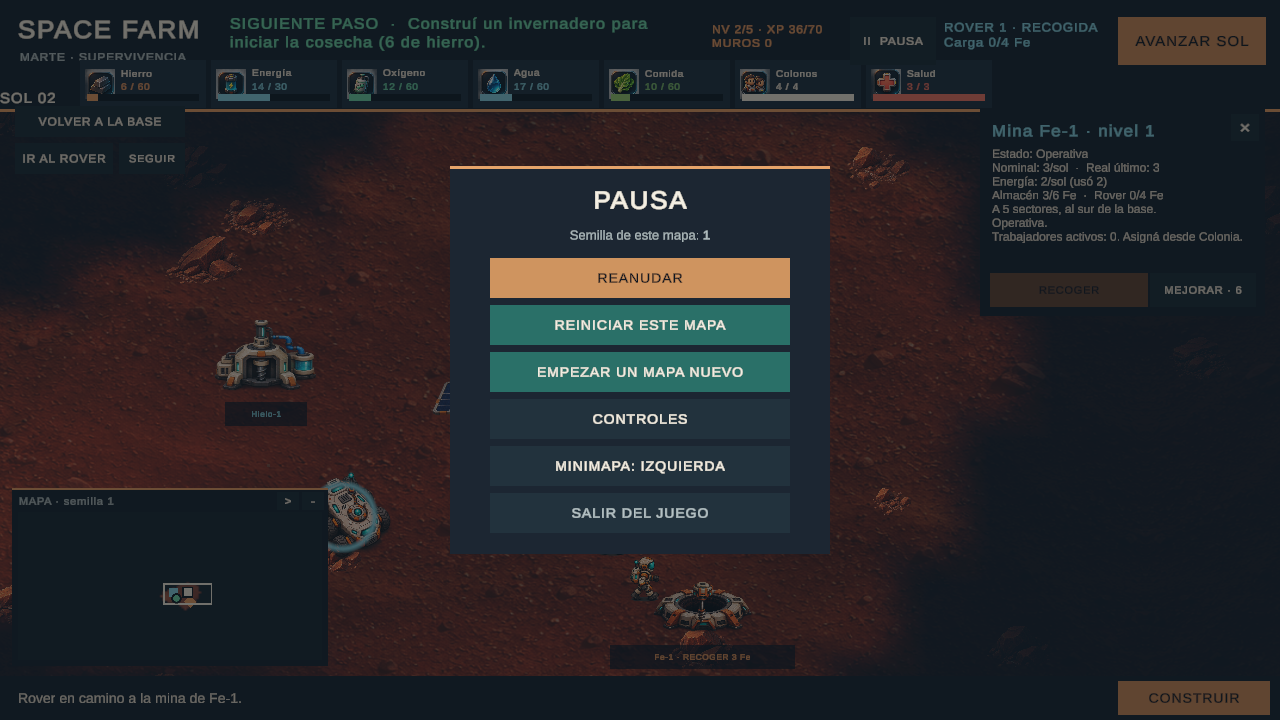 SPACE FARM
MARTE · SUPERVIVENCIA
SIGUIENTE PASO · Construí un invernadero para
iniciar la cosecha (6 de hierro).
NV 2/5 · XP 36/70
MUROS 0
II PAUSA
ROVER 1 · RECOGIDA
Carga 0/4 Fe
AVANZAR SOL
SOL 02
Hierro
6 / 60
Energía
14 / 30
Oxígeno
12 / 60
Agua
17 / 60
Comida
10 / 60
Colonos
4 / 4
Salud
3 / 3
VOLVER A LA BASE
IR AL ROVER
SEGUIR
Mina Fe-1 · nivel 1
×
Estado: Operativa
Nominal: 3/sol · Real último: 3
Energía: 2/sol (usó 2)
Almacén 3/6 Fe · Rover 0/4 Fe
A 5 sectores, al sur de la base.
Operativa.
Trabajadores activos: 0. Asigná desde Colonia.
RECOGER
MEJORAR · 6
PAUSA
Semilla de este mapa: 1
REANUDAR
REINICIAR ESTE MAPA
EMPEZAR UN MAPA NUEVO
CONTROLES
MINIMAPA: IZQUIERDA
SALIR DEL JUEGO
Hielo-1
MAPA · semilla 1
>
-
Fe-1 · RECOGER 3 Fe
Rover en camino a la mina de Fe-1.
CONSTRUIR